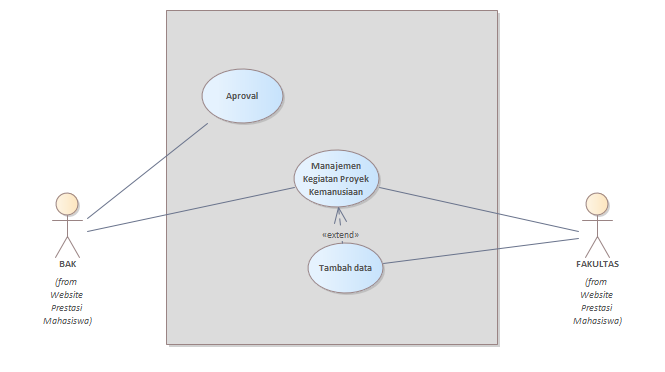 Aproval
Manajemen
Kegiatan Proyek
Kemanusiaan
«extend»
Tambah data
BAK
(from
Website
Prestasi
Mahasiswa)
FAKULTAS
(from
Website
Prestasi
Mahasiswa)